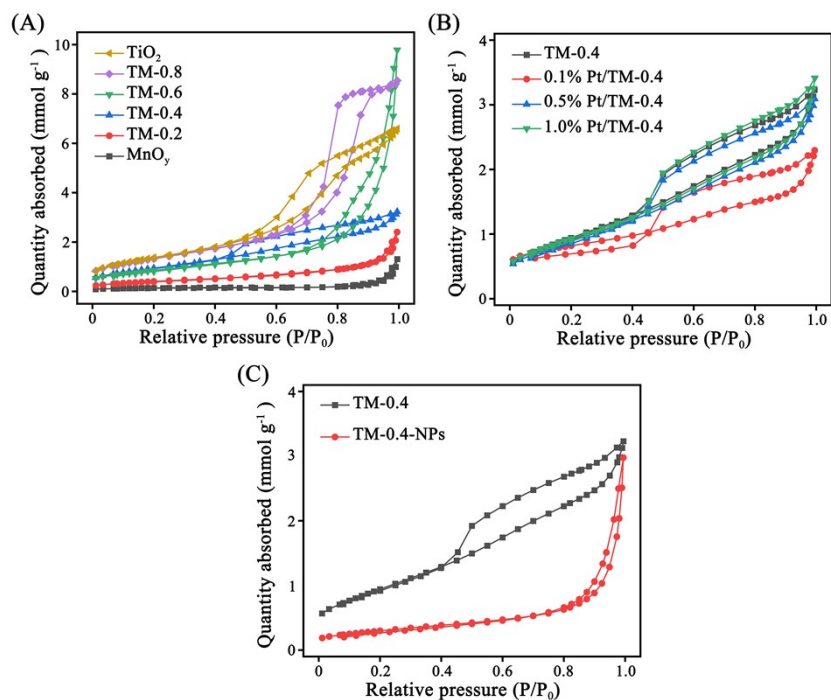 (A)
TiO₂
TM-0.8
TM-0.6
TM-0.4
TM-0.2
MnOᵧ
Quantity absorbed (mmol g⁻¹)
10
8
6
4
2
0
0 0.2 0.4 0.6 0.8 1.0
Relative pressure (P/P₀)
(B)
TM-0.4
0.1% Pt/TM-0.4
0.5% Pt/TM-0.4
1.0% Pt/TM-0.4
Quantity absorbed (mmol g⁻¹)
4
3
2
1
0
0 0.2 0.4 0.6 0.8 1.0
Relative pressure (P/P₀)
(C)
TM-0.4
TM-0.4-NPs
Quantity absorbed (mmol g⁻¹)
4
3
2
1
0
0 0.2 0.4 0.6 0.8 1.0
Relative pressure (P/P₀)